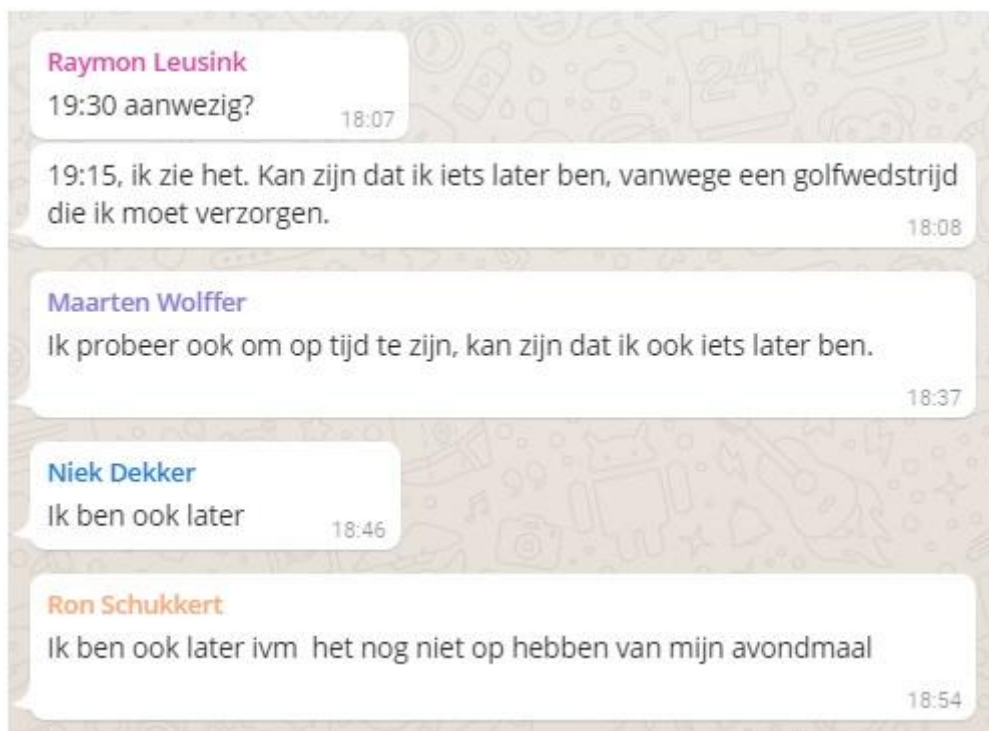 Raymon Leusink
19:30 aanwezig?
18:07
19:15, ik zie het. Kan zijn dat ik iets later ben, vanwege een golfwedstrijd
die ik moet verzorgen.
18:08
Maarten Wolffer
Ik probeer ook om op tijd te zijn, kan zijn dat ik ook iets later ben.
18:37
Niek Dekker
Ik ben ook later
18:46
Ron Schukkert
Ik ben ook later ivm  het nog niet op hebben van mijn avondmaal
18:54
24